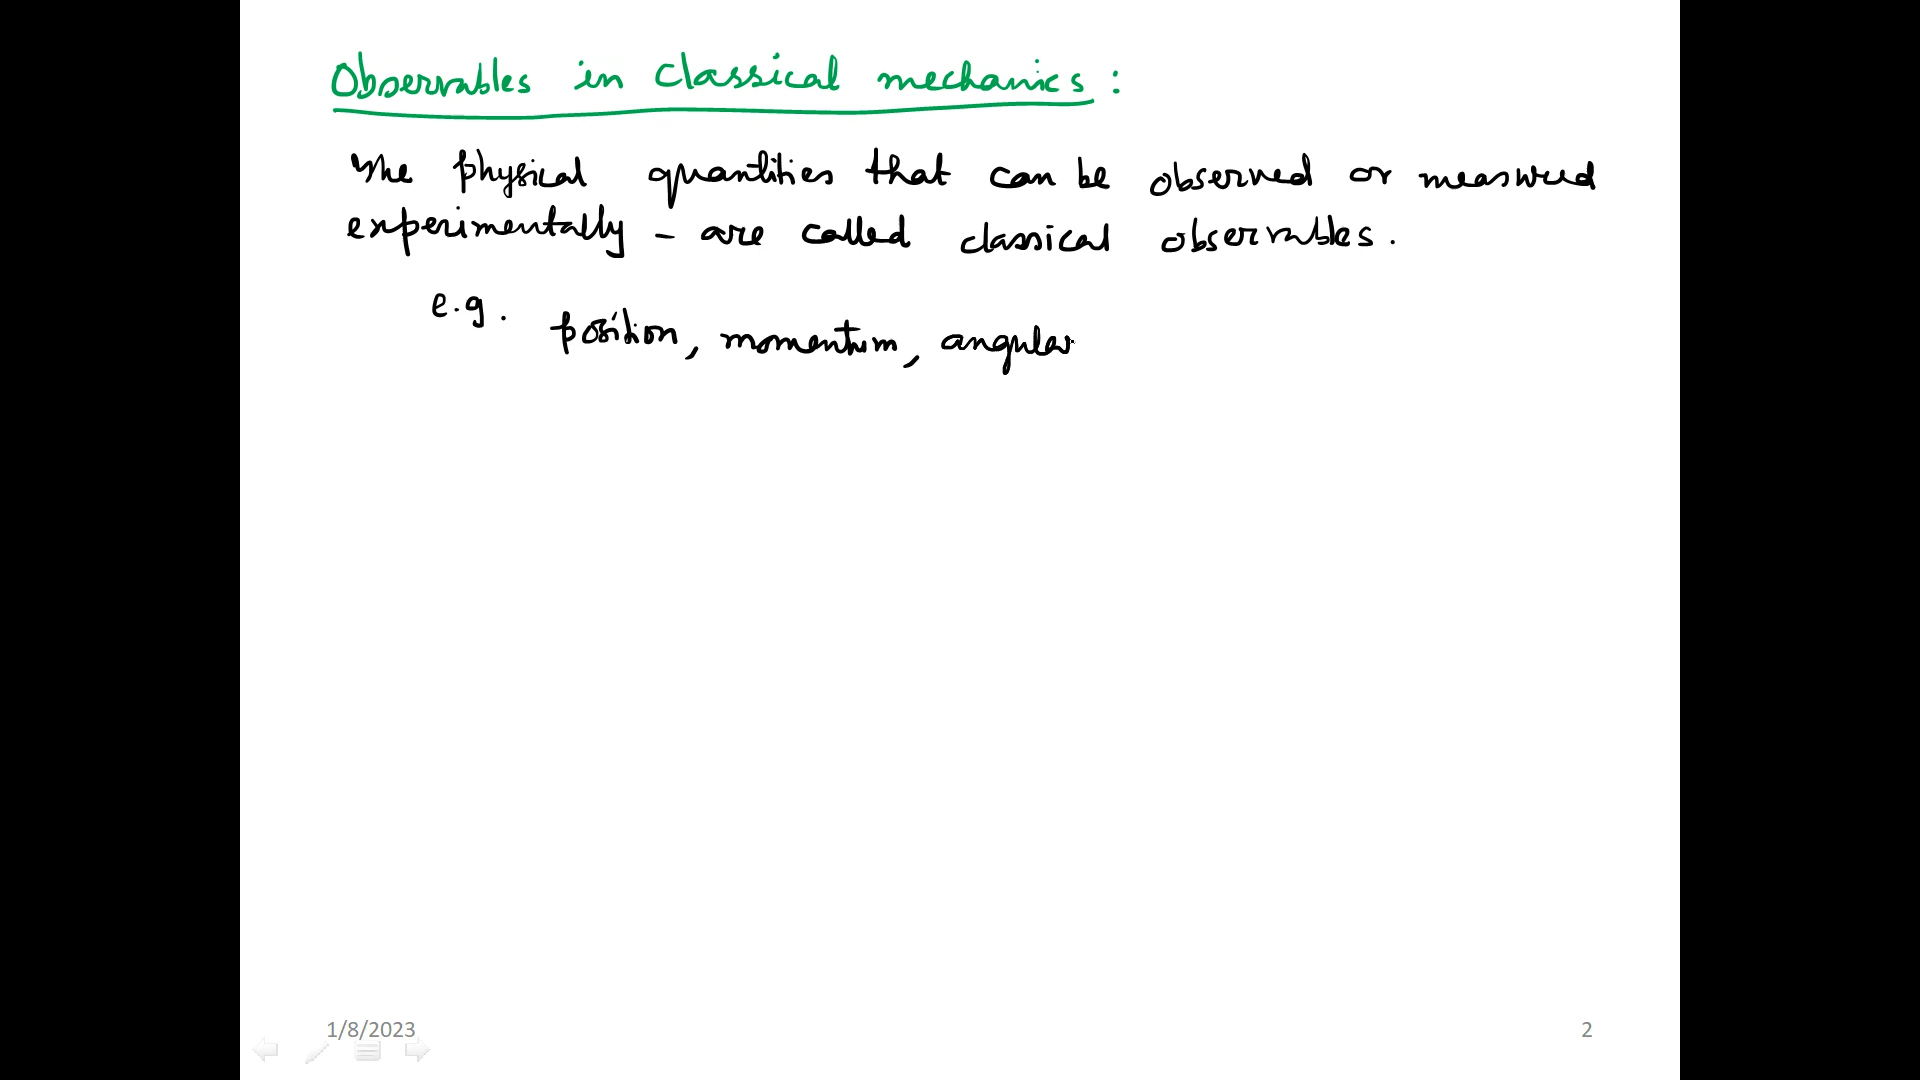 Observables in classical mechanics :
The physical quantities that can be observed or measured
experimentally - are called classical observables.
e.g. position, momentum, angular
1/8/2023
2